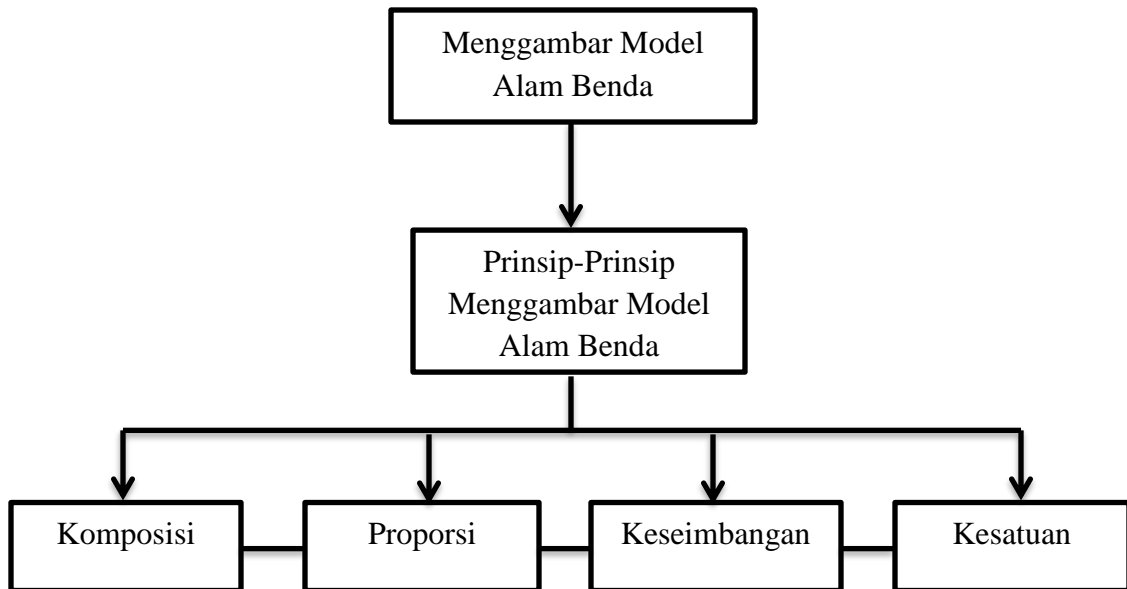 Menggambar Model
Alam Benda
Prinsip-Prinsip
Menggambar Model
Alam Benda
Komposisi
Proporsi
Keseimbangan
Kesatuan